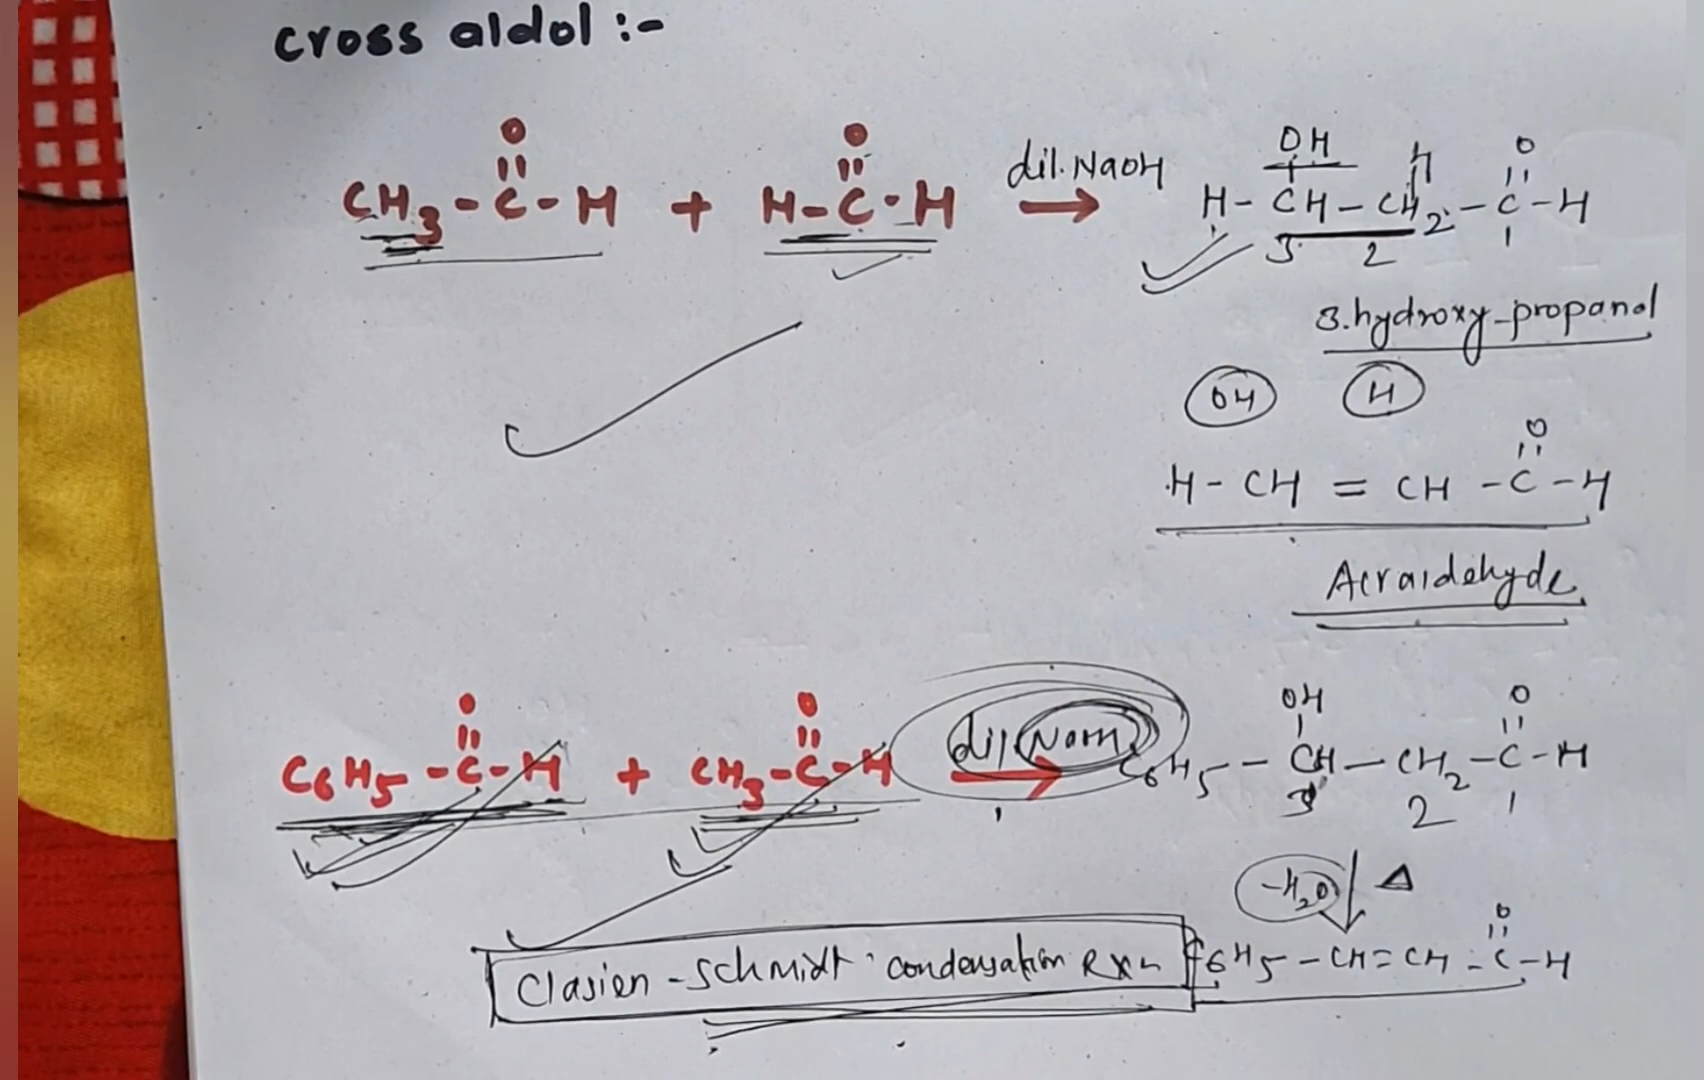 cross aldol :-
O O OH H O
|| || | | ||
CH3-C-H + H-C-H dil. NaOH → H-CH-CH2-C-H
3 2 1
3.hydroxy-propanal
OH H
O
||
H-CH=CH-C-H
Acraldehyde
O O OH O
|| || | ||
C6H5-C-H + CH3-C-H dil NaOH → C6H5-CH-CH2-C-H
3 2 1
-H2O ↓ Δ
O
||
Clasien-Schmidt condensation Rxn C6H5-CH=CH-C-H